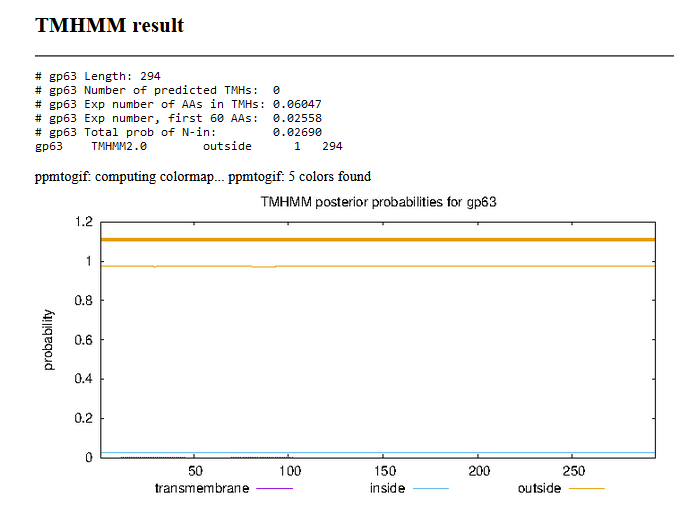 TMHMM result
# gp63 Length: 294
# gp63 Number of predicted TMHs:  0
# gp63 Exp number of AAs in TMHs: 0.06047
# gp63 Exp number, first 60 AAs:  0.02558
# gp63 Total prob of N-in:        0.02690
gp63    TMHMM2.0        outside      1   294
ppmtogif: computing colormap... ppmtogif: 5 colors found
TMHMM posterior probabilities for gp63
1.2
1
0.8
0.6
0.4
0.2
0
probability
50 100 150 200 250
transmembrane inside outside